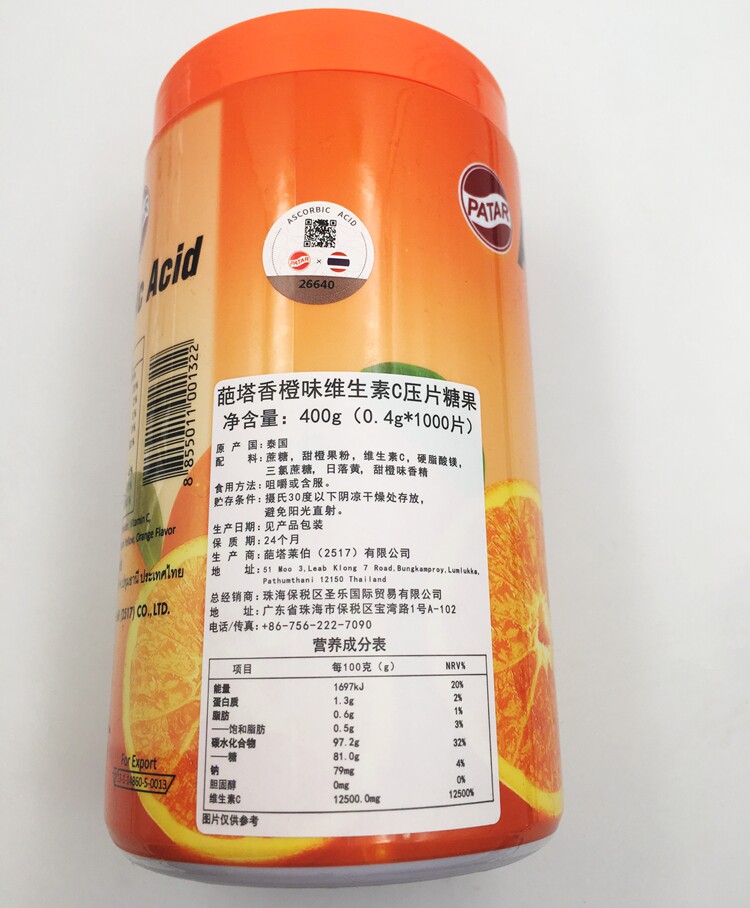 ASCORBIC ACID
PATAR
×
26640
PATAR
Acid
8 855011 001322
葩塔香橙味维生素C压片糖果
净含量：400g（0.4g*1000片）
原产国：泰国
配料：蔗糖，甜橙果粉，维生素C，硬脂酸镁，
三氯蔗糖，日落黄，甜橙味香精
食用方法：咀嚼或含服。
贮存条件：摄氏30度以下阴凉干燥处存放，
避免阳光直射。
生产日期：见产品包装
保质期：24个月
生产商：葩塔莱伯（2517）有限公司
地址：51 Moo 3,Leab Klong 7 Road,Bungkamproy,Lumlukka,
Pathumthani 12150 Thailand
总经销商：珠海保税区圣乐国际贸易有限公司
地址：广东省珠海市保税区宝湾路1号A-102
电话/传真：+86-756-222-7090
营养成分表
项目 每100克（g） NRV%
能量 1697kJ 20%
蛋白质 1.3g 2%
脂肪 0.6g 1%
——饱和脂肪 0.5g 3%
碳水化合物 97.2g 32%
——糖 81.0g
钠 79mg 4%
胆固醇 0mg 0%
维生素C 12500.0mg 12500%
图片仅供参考
Vitamin C,
Orange Flavor
ประเทศไทย
(2517) CO., LTD.
For Export